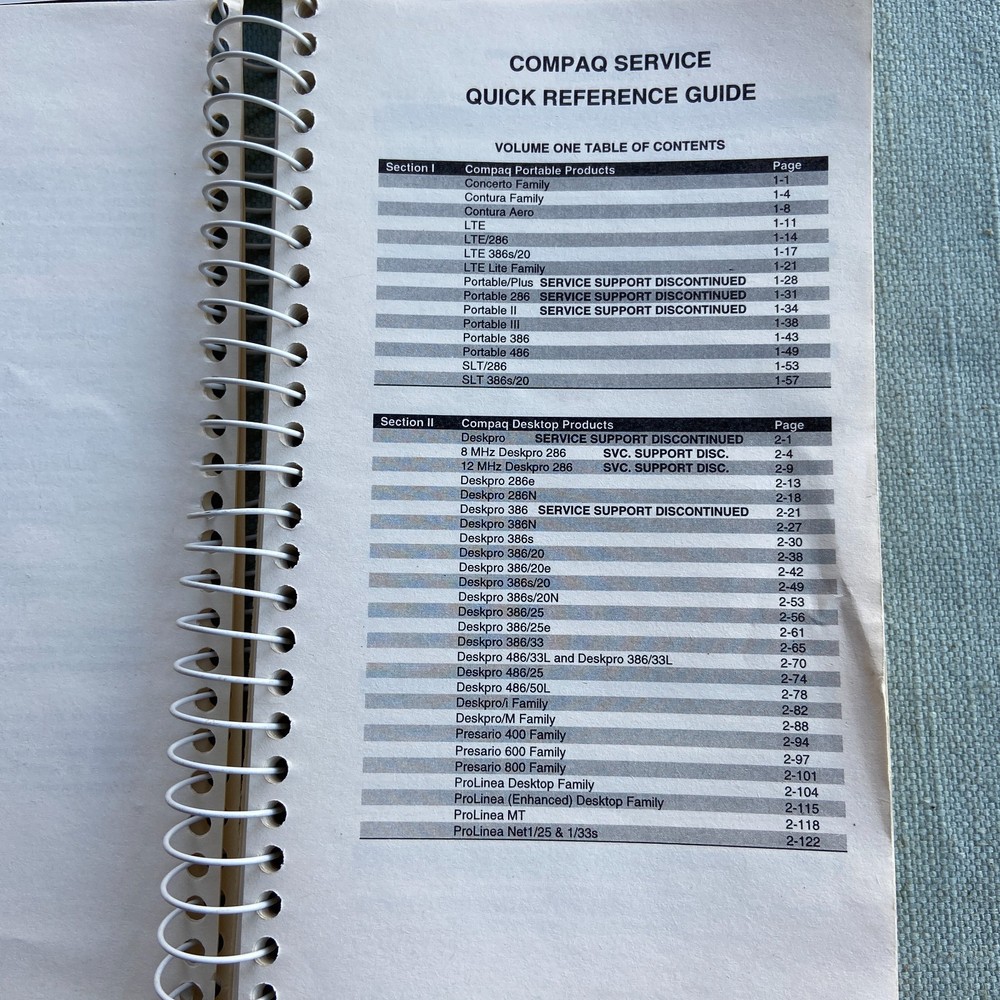 COMPAQ SERVICE
QUICK REFERENCE GUIDE
VOLUME ONE TABLE OF CONTENTS
Section I Compaq Portable Products Page
Concerto Family 1-1
Contura Family 1-4
Contura Aero 1-8
LTE 1-11
LTE/286 1-14
LTE 386s/20 1-17
LTE Lite Family 1-21
Portable/Plus SERVICE SUPPORT DISCONTINUED 1-28
Portable 286 SERVICE SUPPORT DISCONTINUED 1-31
Portable II SERVICE SUPPORT DISCONTINUED 1-34
Portable III 1-38
Portable 386 1-43
Portable 486 1-49
SLT/286 1-53
SLT 386s/20 1-57
Section II Compaq Desktop Products Page
Deskpro SERVICE SUPPORT DISCONTINUED 2-1
8 MHz Deskpro 286 SVC. SUPPORT DISC. 2-4
12 MHz Deskpro 286 SVC. SUPPORT DISC. 2-9
Deskpro 286e 2-13
Deskpro 286N 2-18
Deskpro 386 SERVICE SUPPORT DISCONTINUED 2-21
Deskpro 386N 2-27
Deskpro 386s 2-30
Deskpro 386/20 2-38
Deskpro 386/20e 2-42
Deskpro 386s/20 2-49
Deskpro 386s/20N 2-53
Deskpro 386/25 2-56
Deskpro 386/25e 2-61
Deskpro 386/33 2-65
Deskpro 486/33L and Deskpro 386/33L 2-70
Deskpro 486/25 2-74
Deskpro 486/50L 2-78
Deskpro/i Family 2-82
Deskpro/M Family 2-88
Presario 400 Family 2-94
Presario 600 Family 2-97
Presario 800 Family 2-101
ProLinea Desktop Family 2-104
ProLinea (Enhanced) Desktop Family 2-115
ProLinea MT 2-118
ProLinea Net1/25 & 1/33s 2-122